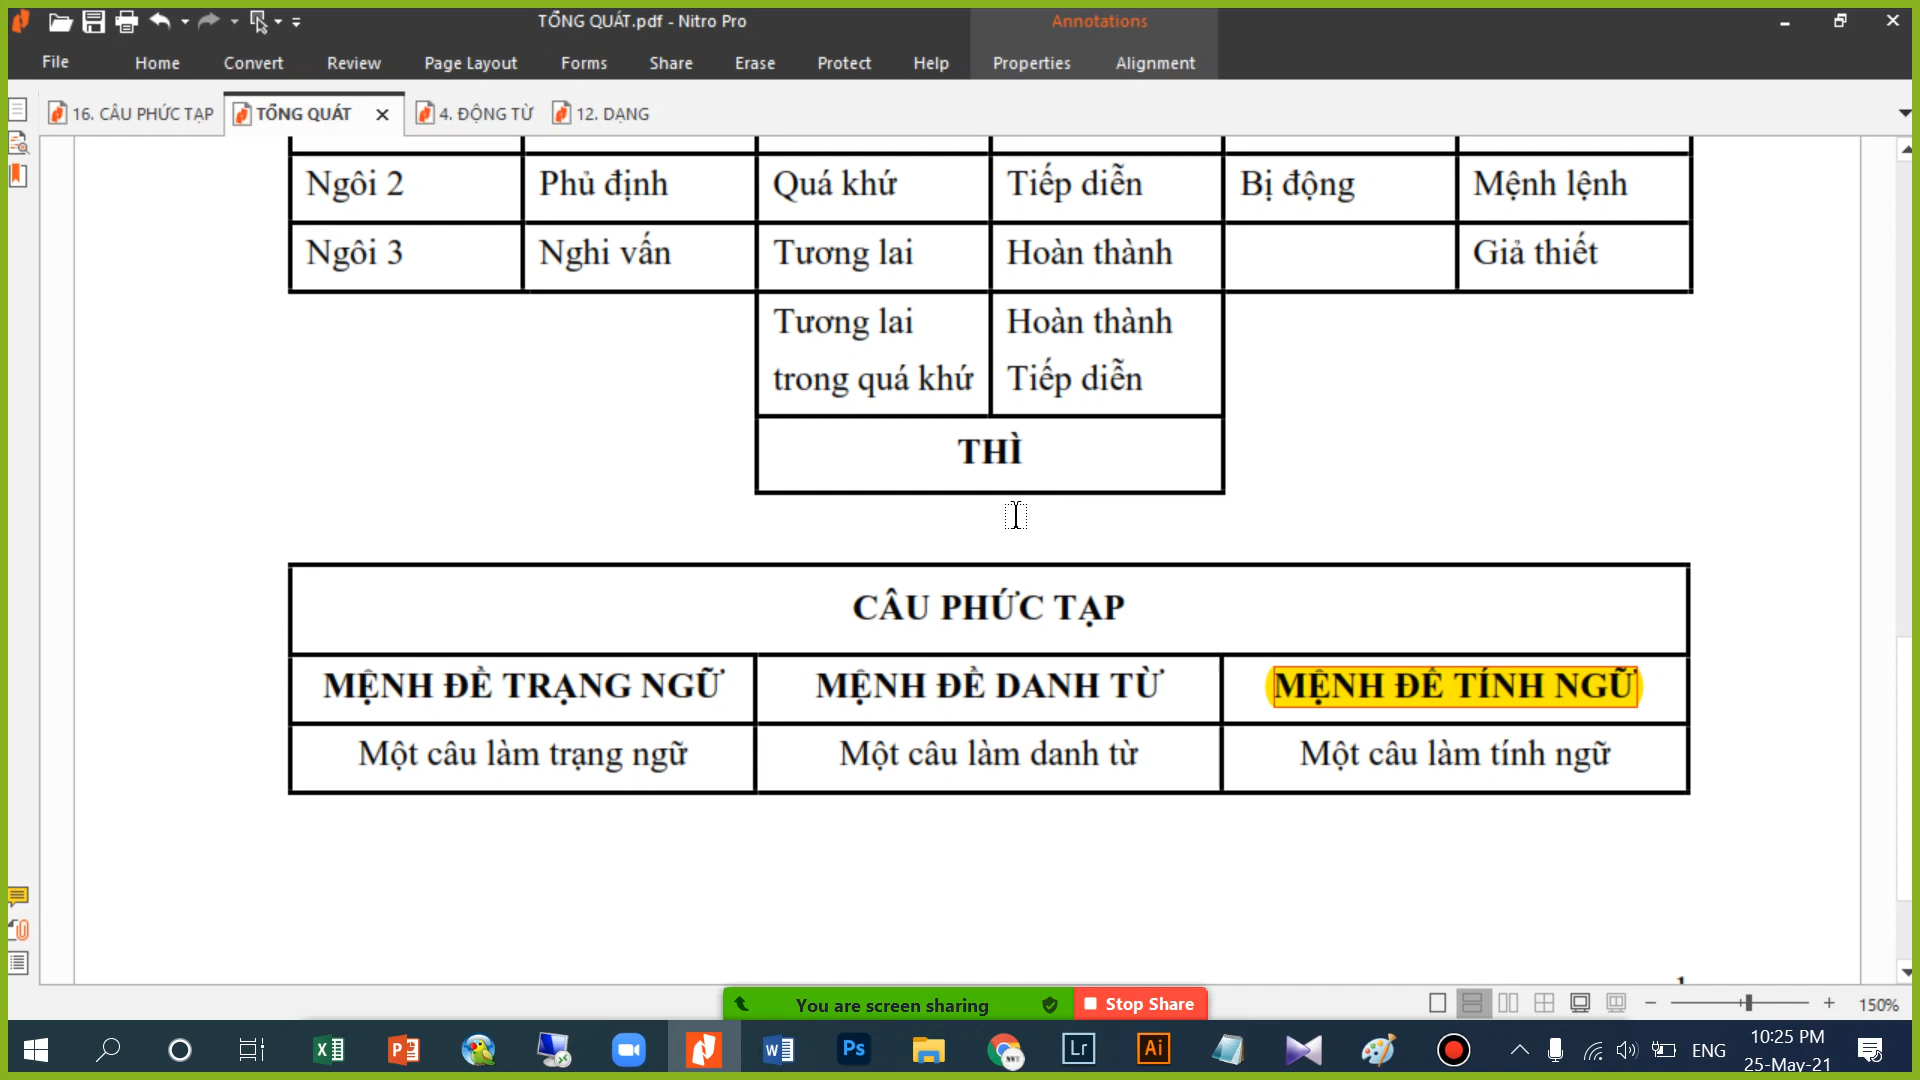 TỔNG QUÁT.pdf - Nitro Pro
Annotations
File Home Convert Review Page Layout Forms Share Erase Protect Help Properties Alignment
16. CÂU PHỨC TẠP TỔNG QUÁT 4. ĐỘNG TỪ 12. DẠNG
Ngôi 2 Phủ định Quá khứ Tiếp diễn Bị động Mệnh lệnh
Ngôi 3 Nghi vấn Tương lai Hoàn thành Giả thiết
Tương lai Hoàn thành
trong quá khứ Tiếp diễn
THÌ
CÂU PHỨC TẠP
MỆNH ĐỀ TRẠNG NGỮ MỆNH ĐỀ DANH TỪ MỆNH ĐỀ TÍNH NGỮ
Một câu làm trạng ngữ Một câu làm danh từ Một câu làm tính ngữ
You are screen sharing Stop Share
150%
Ps Lr Ai
ENG
10:25 PM
25-May-21